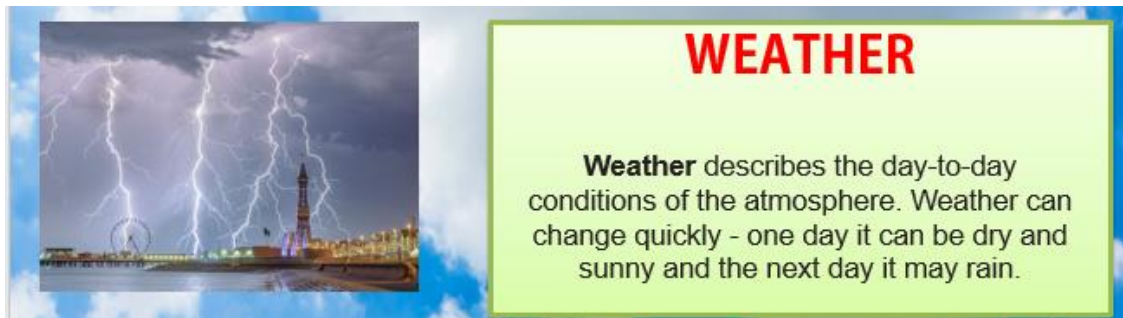 WEATHER
Weather describes the day-to-day
conditions of the atmosphere. Weather can
change quickly - one day it can be dry and
sunny and the next day it may rain.